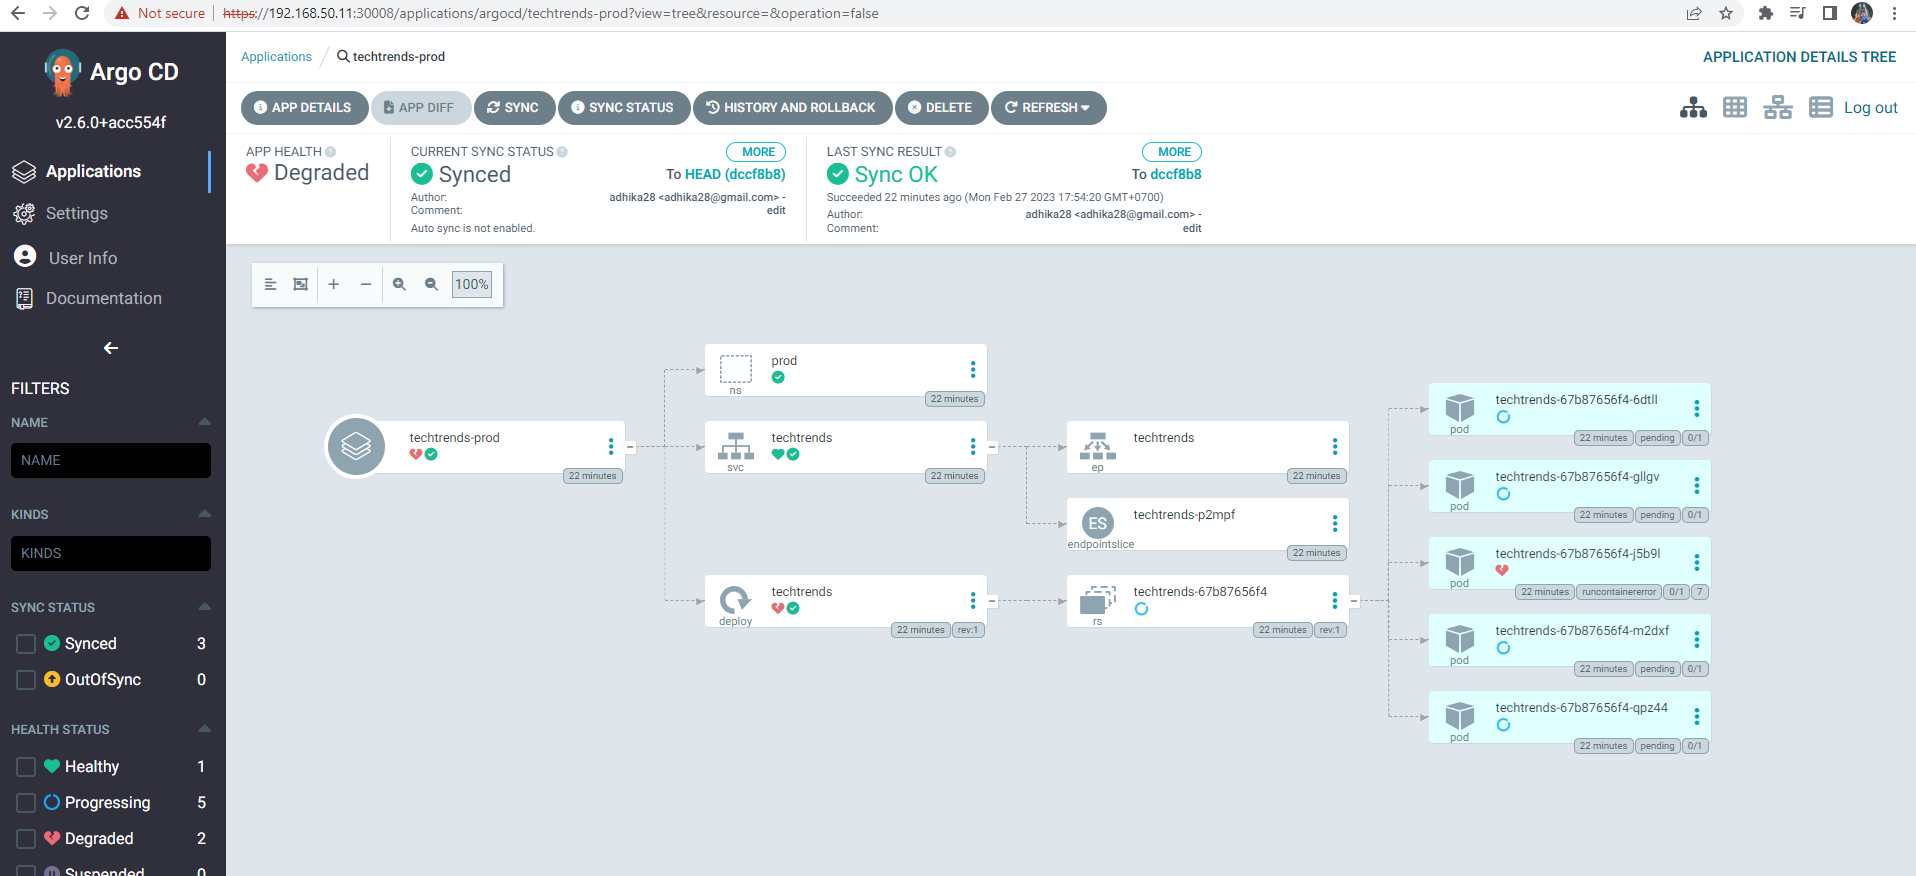 Not secure | https://192.168.50.11:30008/applications/argocd/techtrends-prod?view=tree&resource=&operation=false
Argo CD
v2.6.0+acc554f
Applications
Settings
User Info
Documentation
FILTERS
NAME
NAME
KINDS
KINDS
SYNC STATUS
Synced 3
OutOfSync 0
HEALTH STATUS
Healthy 1
Progressing 5
Degraded 2
Suspended 0
Applications / techtrends-prod
APPLICATION DETAILS TREE
APP DETAILS APP DIFF SYNC SYNC STATUS HISTORY AND ROLLBACK DELETE REFRESH
Log out
APP HEALTH
Degraded
CURRENT SYNC STATUS MORE
Synced To HEAD (dccf8b8)
Author: adhika28 <adhika28@gmail.com> -
Comment: edit
Auto sync is not enabled.
LAST SYNC RESULT MORE
Sync OK To dccf8b8
Succeeded 22 minutes ago (Mon Feb 27 2023 17:54:20 GMT+0700)
Author: adhika28 <adhika28@gmail.com> -
Comment: edit
100%
techtrends-prod
22 minutes
prod
ns
22 minutes
techtrends
svc
22 minutes
techtrends
deploy
22 minutes rev:1
techtrends
ep
22 minutes
ES
techtrends-p2mpf
endpointslice
22 minutes
techtrends-67b87656f4
rs
22 minutes rev:1
techtrends-67b87656f4-6dtll
pod
22 minutes pending 0/1
techtrends-67b87656f4-gllgv
pod
22 minutes pending 0/1
techtrends-67b87656f4-j5b9l
pod
22 minutes runcontainererror 0/1 7
techtrends-67b87656f4-m2dxf
pod
22 minutes pending 0/1
techtrends-67b87656f4-qpz44
pod
22 minutes pending 0/1